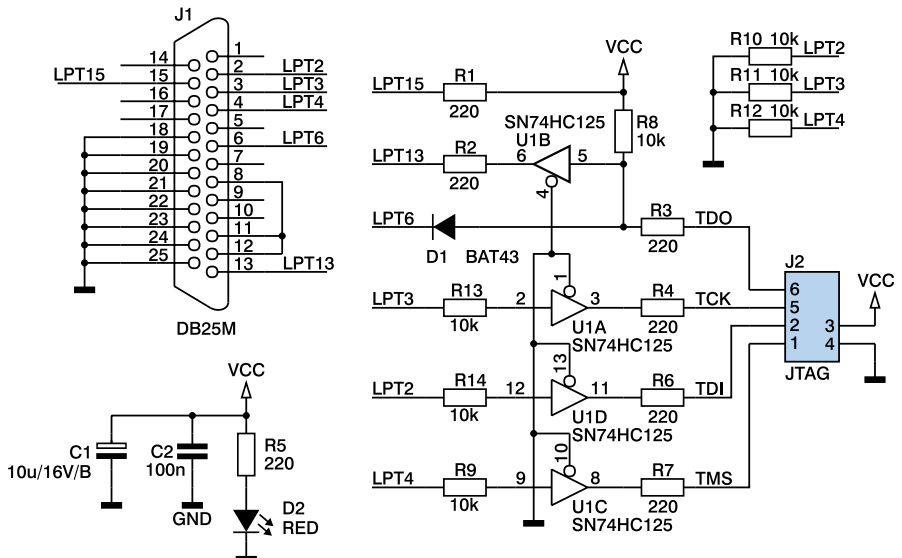 J1
14
15
16
17
18
19
20
21
22
23
24
25
1
2
3
4
5
6
7
8
9
10
11
12
13
LPT15
LPT2
LPT3
LPT4
LPT6
LPT13
DB25M
VCC
LPT15
R1
220
SN74HC125
U1B
R8
10k
LPT13
R2
220
6
5
4
LPT6
D1
BAT43
R3
220
TDO
R10 10k
LPT2
R11 10k
LPT3
R12 10k
LPT4
LPT3
R13
10k
2
1
3
U1A
SN74HC125
R4
220
TCK
LPT2
R14
10k
12
13
11
U1D
SN74HC125
R6
220
TDI
LPT4
R9
10k
9
10
8
U1C
SN74HC125
R7
220
TMS
J2
6
5
2
1
3
4
JTAG
VCC
VCC
C1
10u/16V/B
C2
100n
GND
R5
220
D2
RED